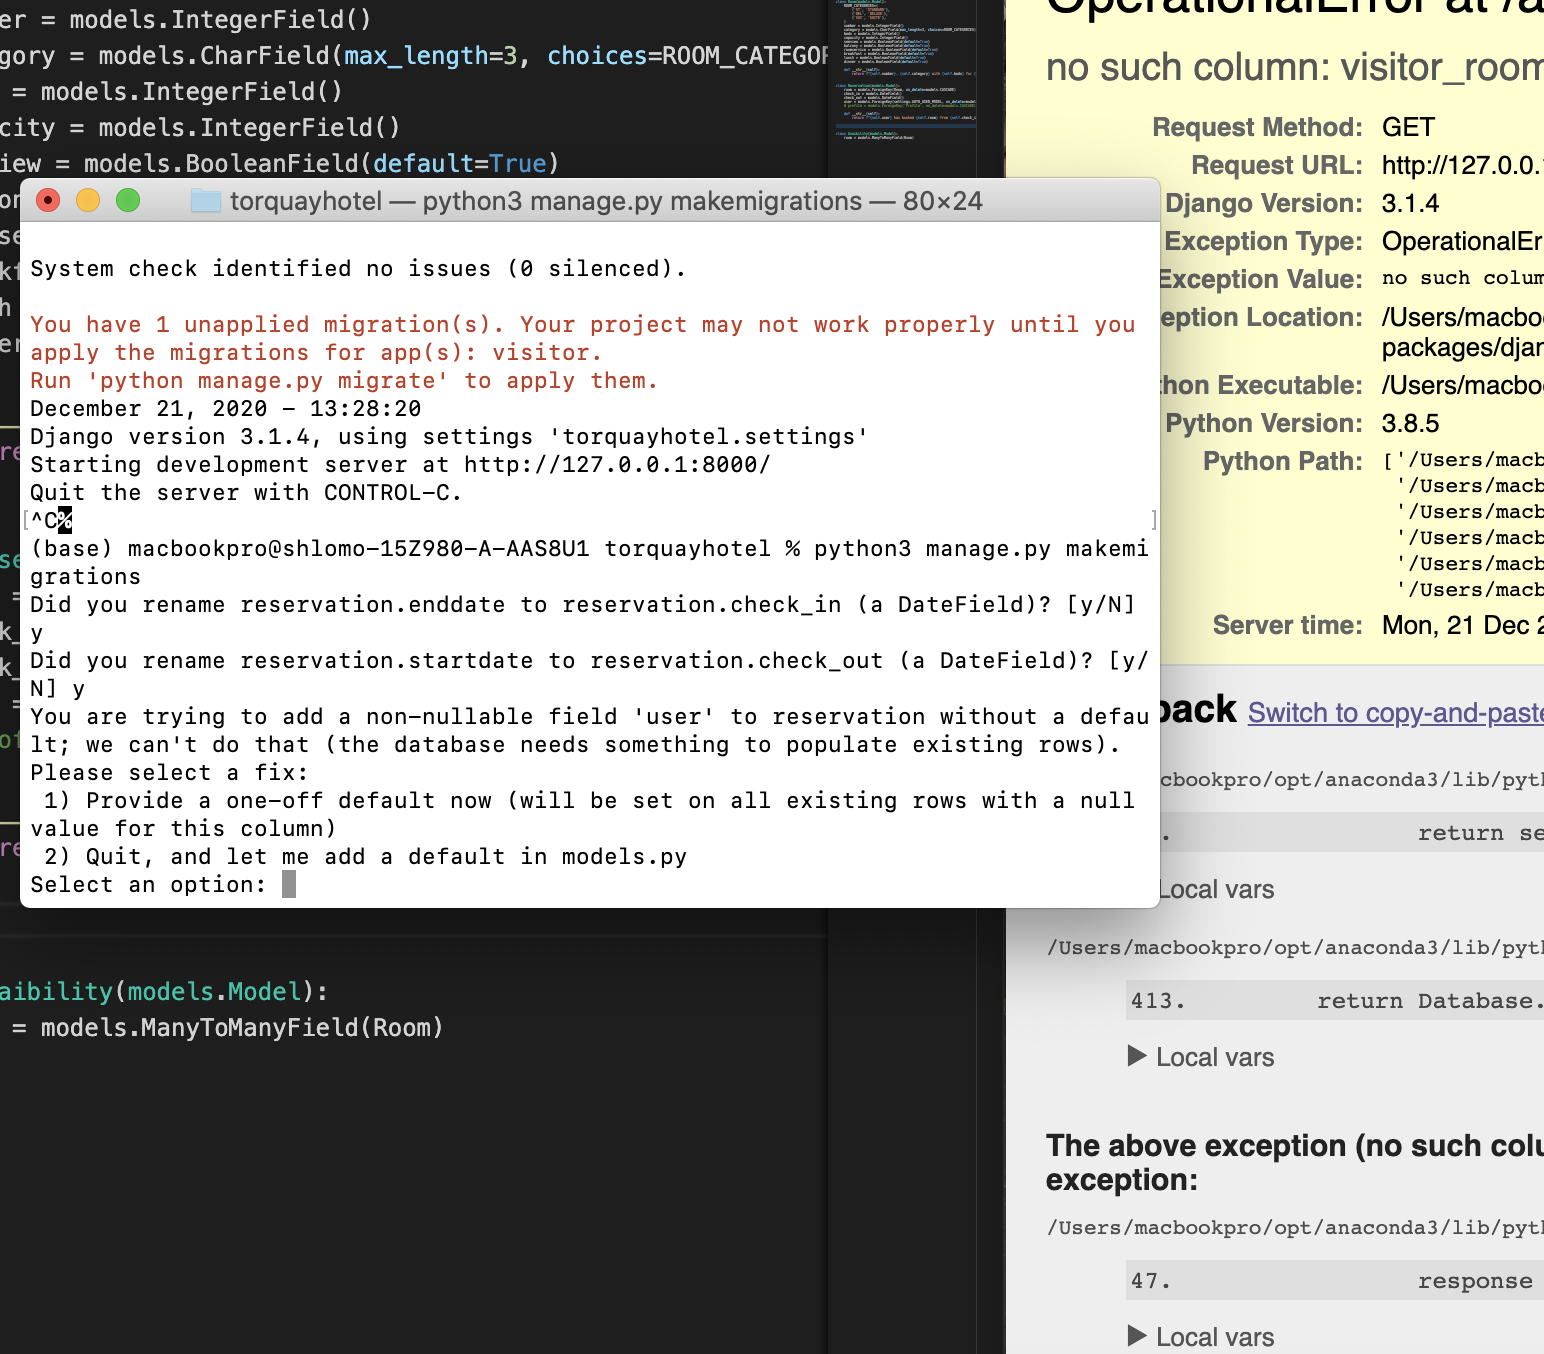 er = models.IntegerField()
gory = models.CharField(max_length=3, choices=ROOM_CATEGOR
= models.IntegerField()
city = models.IntegerField()
iew = models.BooleanField(default=True)
torquayhotel — python3 manage.py makemigrations — 80×24
System check identified no issues (0 silenced).
You have 1 unapplied migration(s). Your project may not work properly until you
apply the migrations for app(s): visitor.
Run 'python manage.py migrate' to apply them.
December 21, 2020 - 13:28:20
Django version 3.1.4, using settings 'torquayhotel.settings'
Starting development server at http://127.0.0.1:8000/
Quit the server with CONTROL-C.
[^C% ]
(base) macbookpro@shlomo-15Z980-A-AAS8U1 torquayhotel % python3 manage.py makemi
grations
Did you rename reservation.enddate to reservation.check_in (a DateField)? [y/N]
y
Did you rename reservation.startdate to reservation.check_out (a DateField)? [y/
N] y
You are trying to add a non-nullable field 'user' to reservation without a defau
lt; we can't do that (the database needs something to populate existing rows).
Please select a fix:
1) Provide a one-off default now (will be set on all existing rows with a null
value for this column)
2) Quit, and let me add a default in models.py
Select an option:
aibility(models.Model):
= models.ManyToManyField(Room)
OperationalError at /a
no such column: visitor_room
Request Method: GET
Request URL: http://127.0.0.
Django Version: 3.1.4
Exception Type: OperationalEr
Exception Value: no such colum
eption Location: /Users/macboo
packages/djan
thon Executable: /Users/macboo
Python Version: 3.8.5
Python Path: ['/Users/macb
'/Users/macb
'/Users/macb
'/Users/macb
'/Users/macb
'/Users/macb
Server time: Mon, 21 Dec 2
back Switch to copy-and-paste
cbookpro/opt/anaconda3/lib/pyth
. return se
Local vars
/Users/macbookpro/opt/anaconda3/lib/pyth
413. return Database.
▶ Local vars
The above exception (no such colu
exception:
/Users/macbookpro/opt/anaconda3/lib/pyth
47. response
▶ Local vars